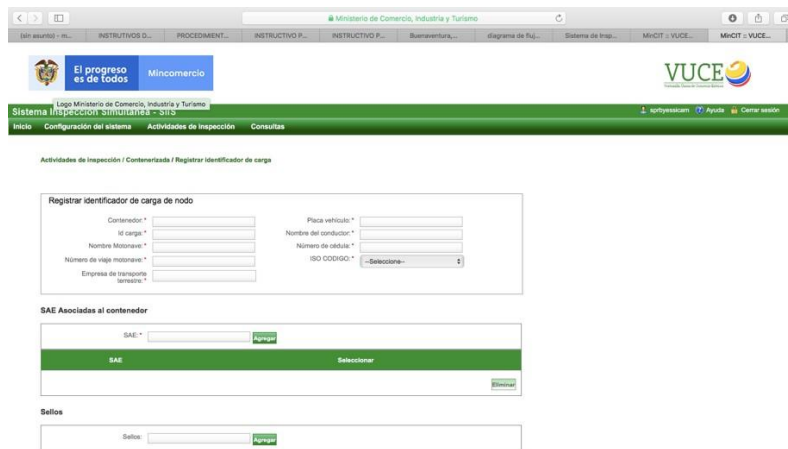 Ministerio de Comercio, Industria y Turismo
(sin asunto) – m... INSTRUTIVOS D... PROCEDIMIENT... INSTRUCTIVO P... INSTRUCTIVO P... Buenaventura,... diagrama de fluj... Sistema de Insp... MinCIT :: VUCE... MinCIT :: VUCE...
El progreso es de todos
Mincomercio
VUCE
Logo Ministerio de Comercio, Industria y Turismo
Sistema Inspección Simultánea - SIIS
sprbyessicam Ayuda Cerrar sesión
Inicio Configuración del sistema Actividades de inspección Consultas
Actividades de inspección / Contenerizada / Registrar identificador de carga
Registrar identificador de carga de nodo
Contenedor: * Placa vehículo: *
Id carga: * Nombre del conductor: *
Nombre Motonave: * Número de cédula: *
Número de viaje motonave: * ISO CODIGO: * --Seleccione--
Empresa de transporte terrestre: *
SAE Asociadas al contenedor
SAE: * Agregar
SAE Seleccionar
Eliminar
Sellos
Sellos: Agregar